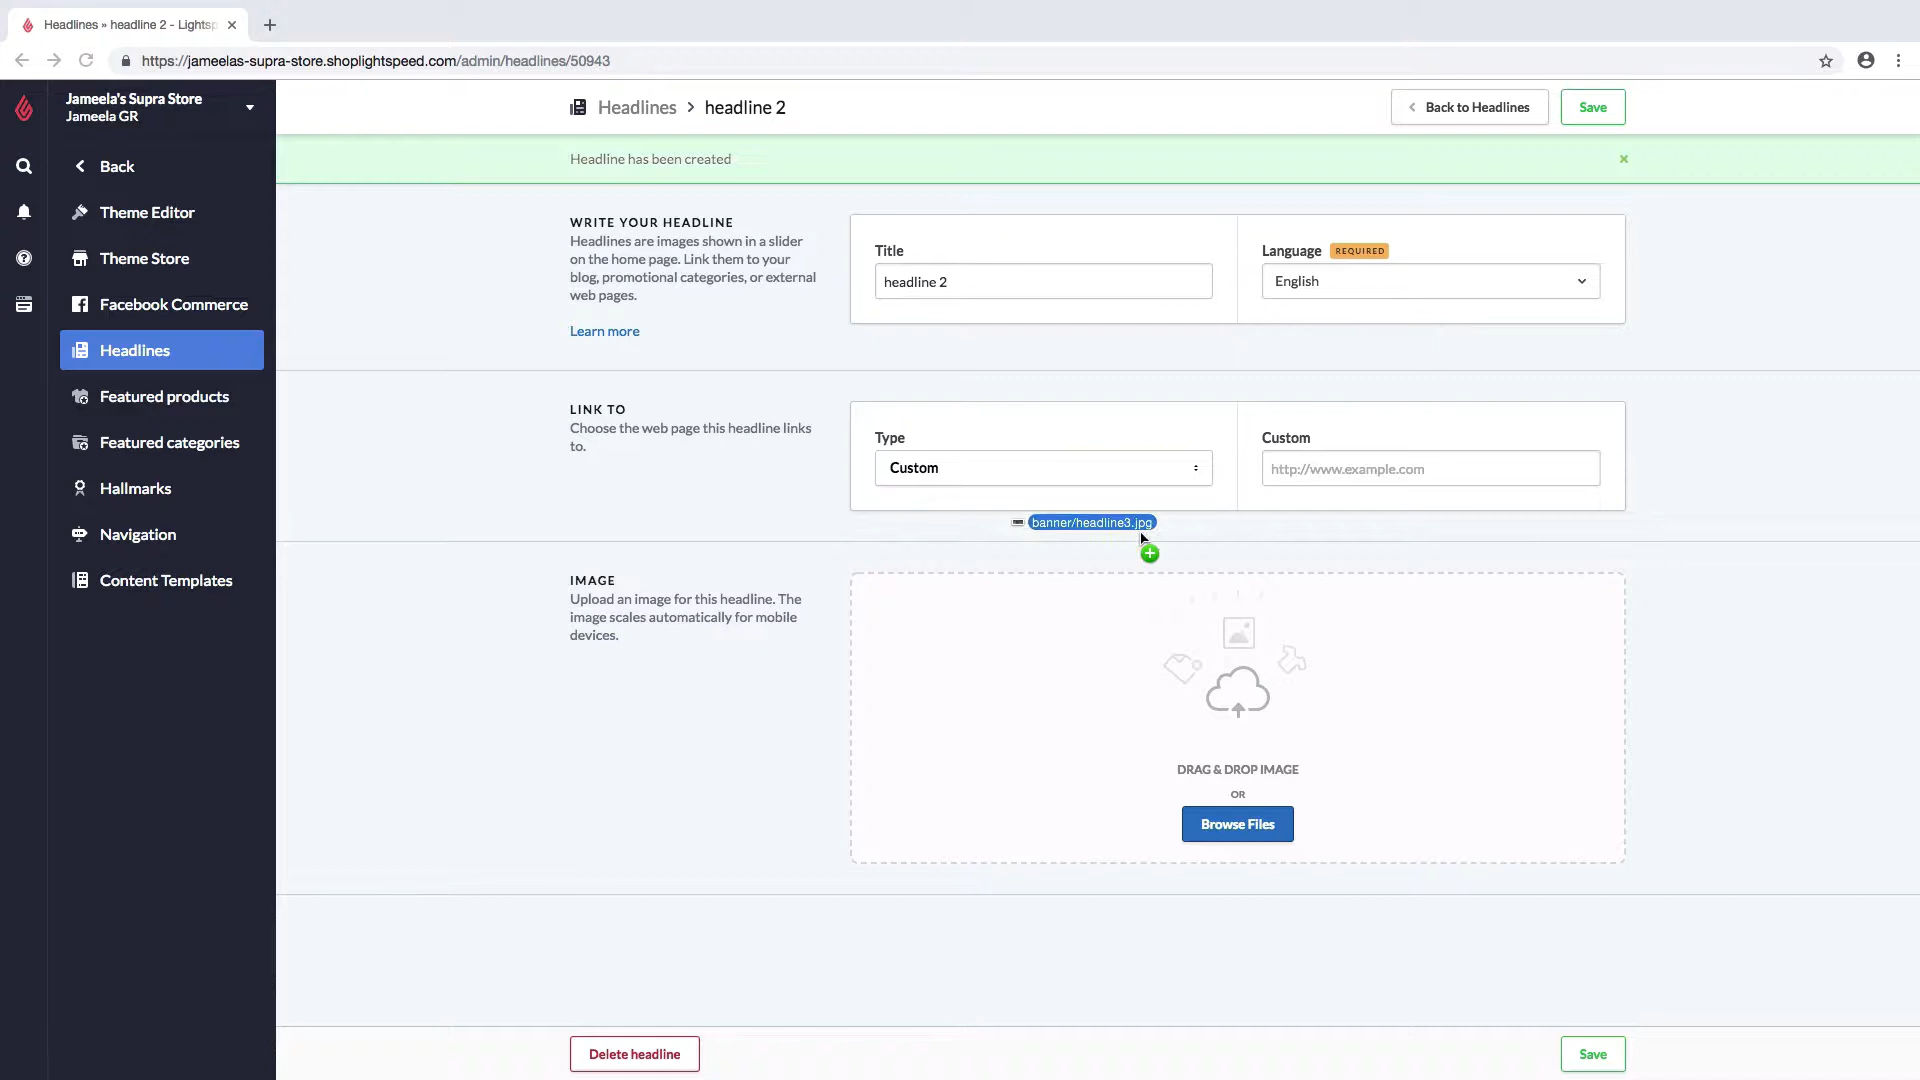 Headlines » headline 2 - Lightsp
https://jameelas-supra-store.shoplightspeed.com/admin/headlines/50943
Jameela's Supra Store
Jameela GR
Back
Theme Editor
Theme Store
Facebook Commerce
Headlines
Featured products
Featured categories
Hallmarks
Navigation
Content Templates
Headlines > headline 2
Back to Headlines
Save
Headline has been created
WRITE YOUR HEADLINE
Headlines are images shown in a slider
on the home page. Link them to your
blog, promotional categories, or external
web pages.
Learn more
Title
headline 2
Language REQUIRED
English
LINK TO
Choose the web page this headline links
to.
Type
Custom
Custom
http://www.example.com
banner/headline3.jpg
IMAGE
Upload an image for this headline. The
image scales automatically for mobile
devices.
DRAG & DROP IMAGE
OR
Browse Files
Delete headline
Save